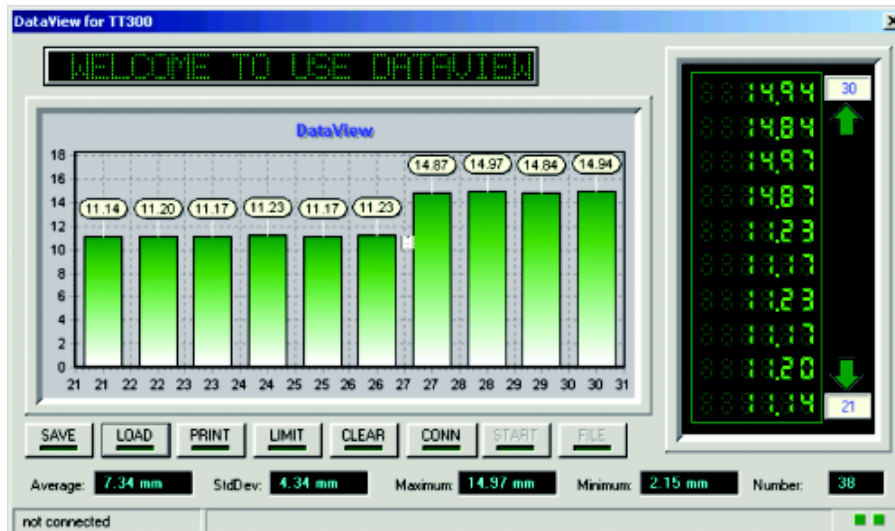 DataView for TT300
WELCOME TO USE DATAVIEW
DataView
18
16
14
12
10
8
6
4
2
0
11.14 11.20 11.17 11.23 11.17 11.23 14.87 14.97 14.84 14.94
21 21 22 22 23 23 24 24 25 25 26 26 27 27 28 28 29 29 30 30 31
14.94
14.84
14.97
14.87
11.23
11.17
11.23
11.17
11.20
11.14
30
21
SAVE LOAD PRINT LIMIT CLEAR CONN START FILE
Average: 7.34 mm StdDev: 4.34 mm Maximum: 14.97 mm Minimum: 2.15 mm Number: 38
not connected